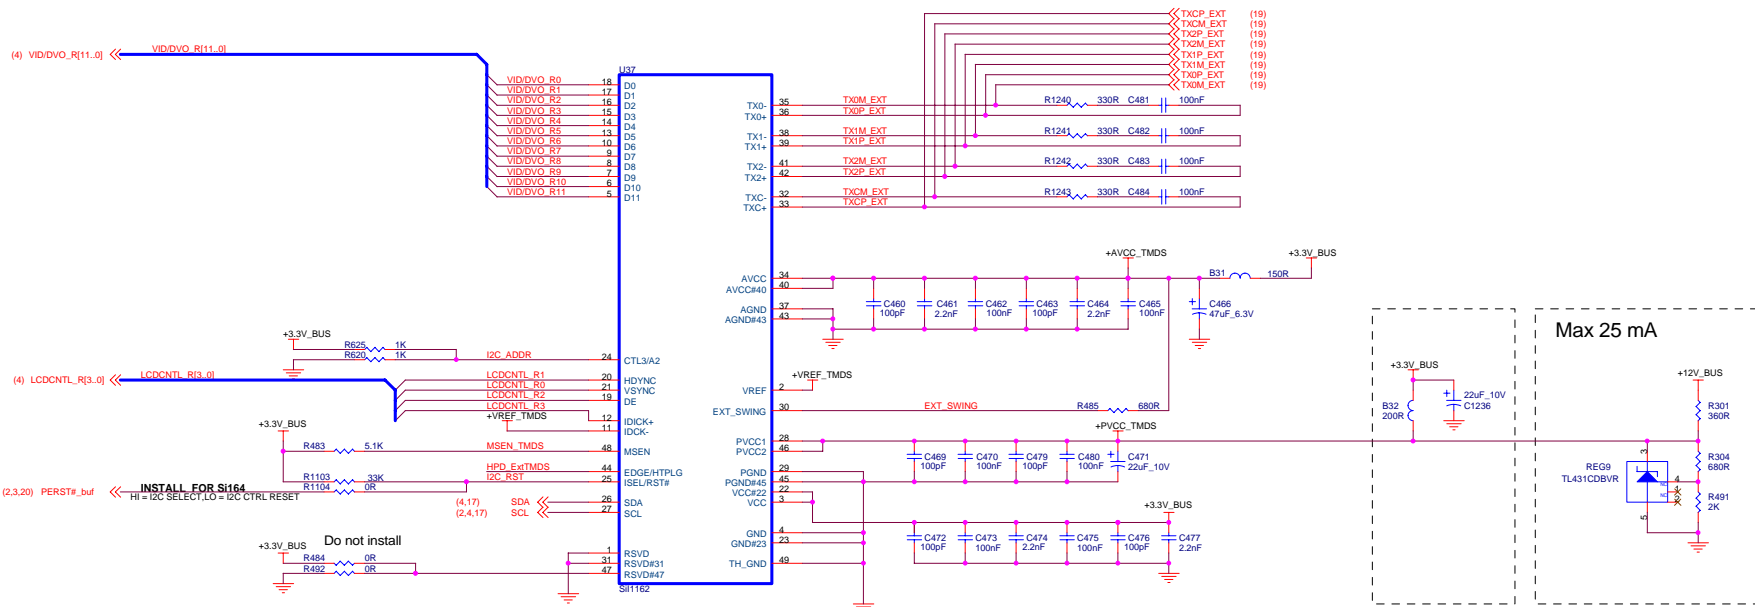 TXCP_EXT (19)
TXCM_EXT (19)
TX2P_EXT (19)
TX2M_EXT (19)
TX1P_EXT (19)
TX1M_EXT (19)
TX0P_EXT (19)
TX0M_EXT (19)
(4) VID/DVO_R[11..0] VID/DVO_R[11..0]
U37
VID/DVO_R0 18 D0
VID/DVO_R1 17 D1
VID/DVO_R2 16 D2
VID/DVO_R3 15 D3
VID/DVO_R4 14 D4
VID/DVO_R5 13 D5
VID/DVO_R6 10 D6
VID/DVO_R7 9 D7
VID/DVO_R8 8 D8
VID/DVO_R9 7 D9
VID/DVO_R10 6 D10
VID/DVO_R11 5 D11
TX0- 35 TX0M_EXT R1240 330R C481 100nF
TX0+ 36 TX0P_EXT
TX1- 38 TX1M_EXT R1241 330R C482 100nF
TX1+ 39 TX1P_EXT
TX2- 41 TX2M_EXT R1242 330R C483 100nF
TX2+ 42 TX2P_EXT
TXC- 32 TXCM_EXT R1243 330R C484 100nF
TXC+ 33 TXCP_EXT
+AVCC_TMDS +3.3V_BUS
AVCC 34 B31 150R
AVCC#40 40
AGND 37
AGND#43 43
C460 100pF
C461 2.2nF
C462 100nF
C463 100pF
C464 2.2nF
C465 100nF
+ C466 47uF_6.3V
+3.3V_BUS
R625 1K
R620 1K
I2C_ADDR 24 CTL3/A2
(4) LCDCNTL_R[3..0] LCDCNTL_R[3..0]
LCDCNTL_R1 20 HDYNC
LCDCNTL_R0 21 VSYNC
LCDCNTL_R2 19 DE
LCDCNTL_R3 12 IDICK+
+VREF_TMDS 11 IDCK-
+3.3V_BUS
R483 5.1K MSEN_TMDS 48 MSEN
HPD_ExtTMDS 44 EDGE/HTPLG
R1103 33K I2C_RST 25 ISEL/RST#
(2,3,20) PERST#_buf R1104 0R
INSTALL FOR Si164
HI = I2C SELECT,LO = I2C CTRL RESET
(4,17) SDA 26 SDA
(2,4,17) SCL 27 SCL
Do not install
+3.3V_BUS
R484 0R
R492 0R
1 RSVD
31 RSVD#31
47 RSVD#47
SiI1162
+VREF_TMDS
VREF 2
EXT_SWING 30 EXT_SWING R485 680R
+PVCC_TMDS
PVCC1 28
PVCC2 46
PGND 29
PGND#45 45
VCC#22 22
VCC 3
GND 4
GND#23 23
TH_GND 49
C469 100pF
C470 100nF
C479 100pF
C480 100nF
+ C471 22uF_10V
+3.3V_BUS
C472 100pF
C473 100nF
C474 2.2nF
C475 100nF
C476 100pF
C477 2.2nF
+3.3V_BUS
B32 200R
+ 22uF_10V
C1236
Max 25 mA
+12V_BUS
R301 360R
R304 680R
R491 2K
REG9
TL431CDBVR
3
4
NC 1
NC 2
5